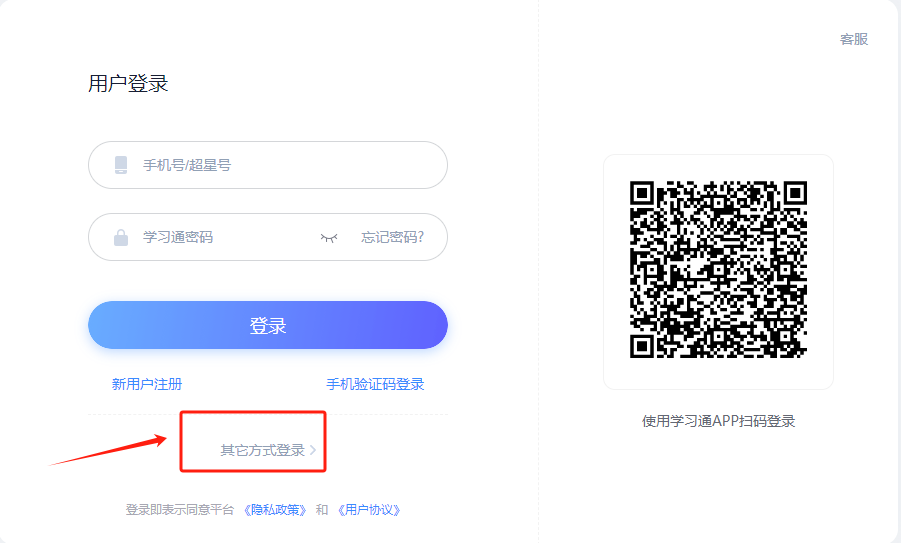 客服
用户登录
手机号/超星号
学习通密码 忘记密码?
登录
新用户注册 手机验证码登录
其它方式登录
登录即表示同意平台《隐私政策》 和 《用户协议》
使用学习通APP扫码登录